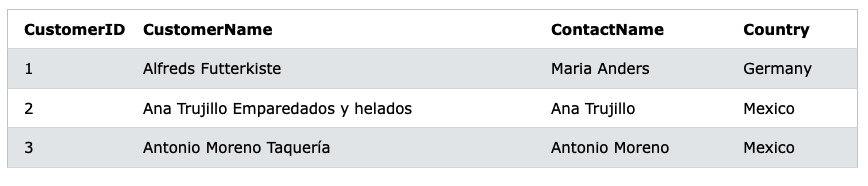 CustomerID CustomerName ContactName Country
1 Alfreds Futterkiste Maria Anders Germany
2 Ana Trujillo Emparedados y helados Ana Trujillo Mexico
3 Antonio Moreno Taquería Antonio Moreno Mexico